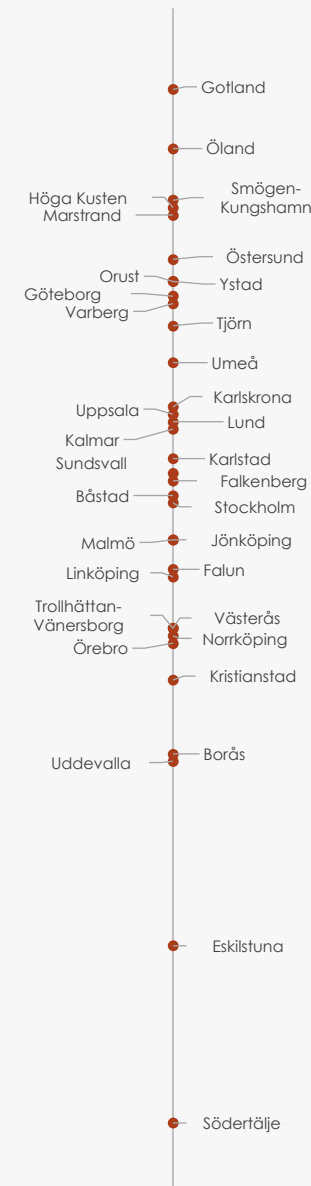 Gotland
Öland
Smögen-
Kungshamn
Höga Kusten
Marstrand
Östersund
Orust
Ystad
Göteborg
Varberg
Tjörn
Umeå
Karlskrona
Uppsala
Lund
Kalmar
Karlstad
Sundsvall
Falkenberg
Båstad
Stockholm
Malmö
Jönköping
Falun
Linköping
Trollhättan-
Vänersborg
Västerås
Norrköping
Örebro
Kristianstad
Borås
Uddevalla
Eskilstuna
Södertälje